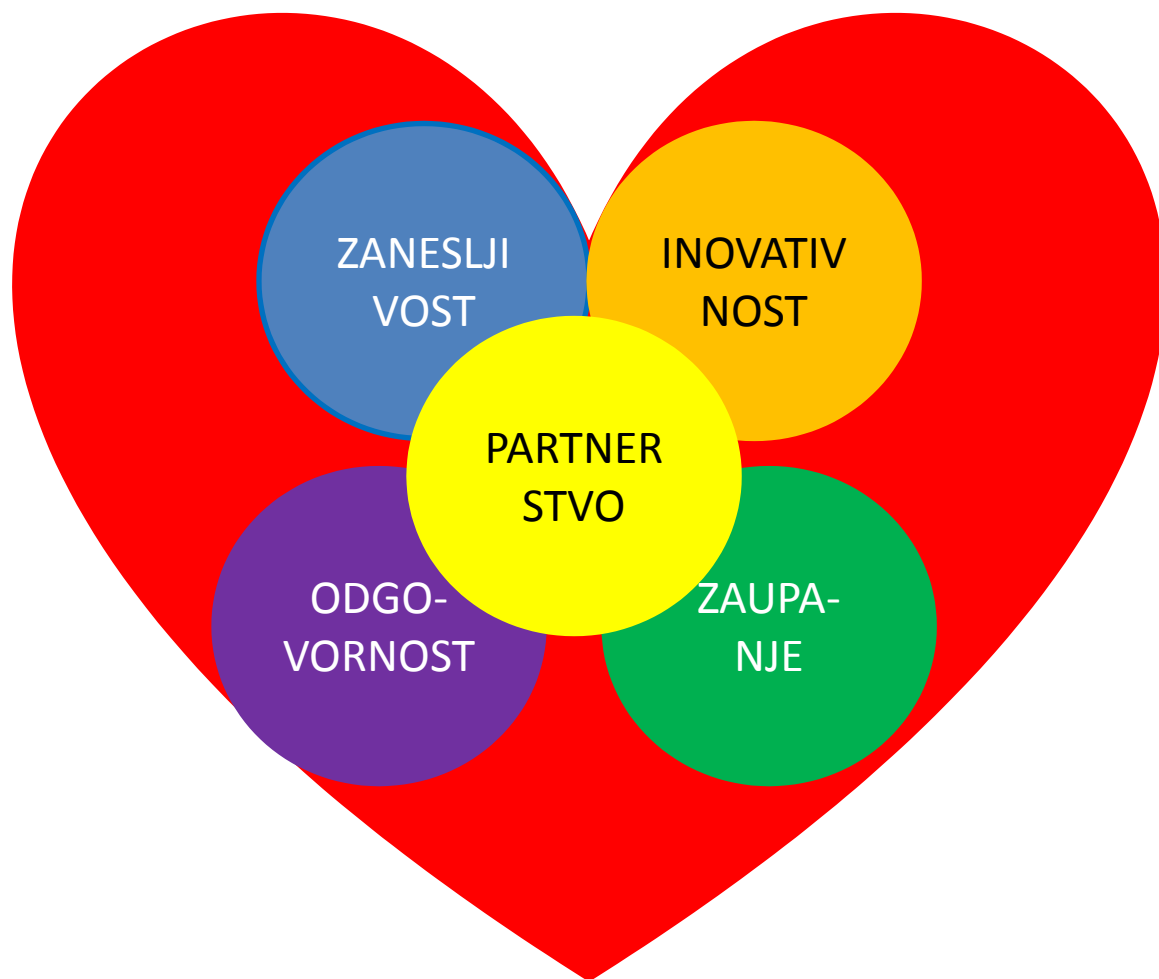 ZANESLJI
VOST
INOVATIV
NOST
PARTNER
STVO
ODGO-
VORNOST
ZAUPA-
NJE